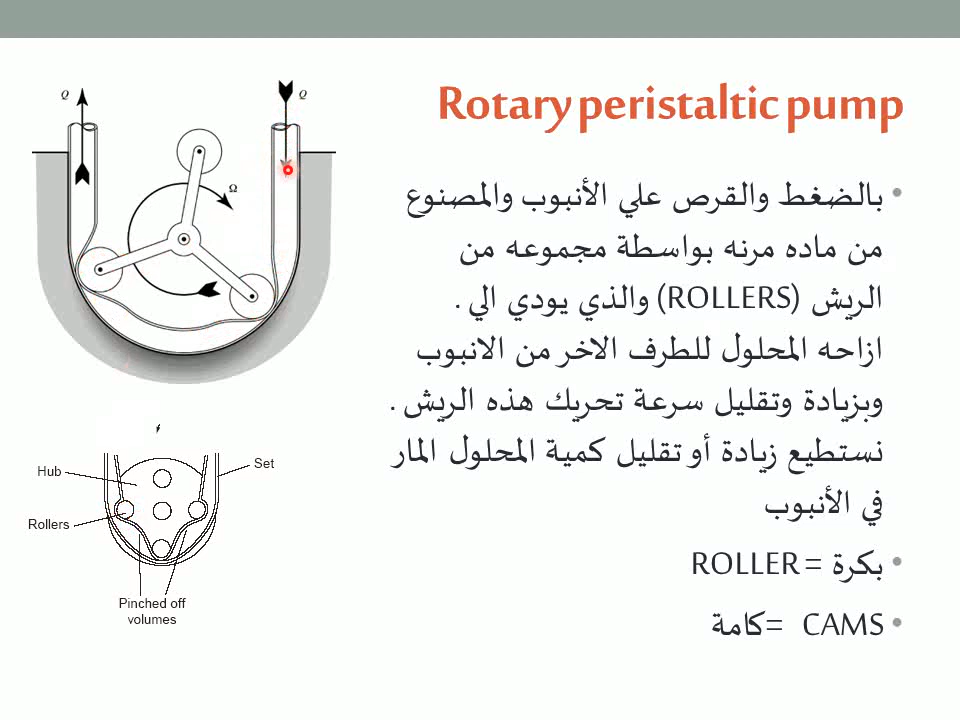 Rotary peristaltic pump
بالضغط والقرص علي الأنبوب والمصنوع
من ماده مرنه بواسطة مجموعه من
الريش (ROLLERS) والذي يودي الي .
ازاحه المحلول للطرف الاخر من الانبوب
وبزيادة وتقليل سرعة تحريك هذه الريش .
نستطيع زيادة أو تقليل كمية المحلول المار
في الأنبوب
بكرة = ROLLER
CAMS =كامة
Q
Q
Ω
Hub
Set
Rollers
Pinched off
volumes